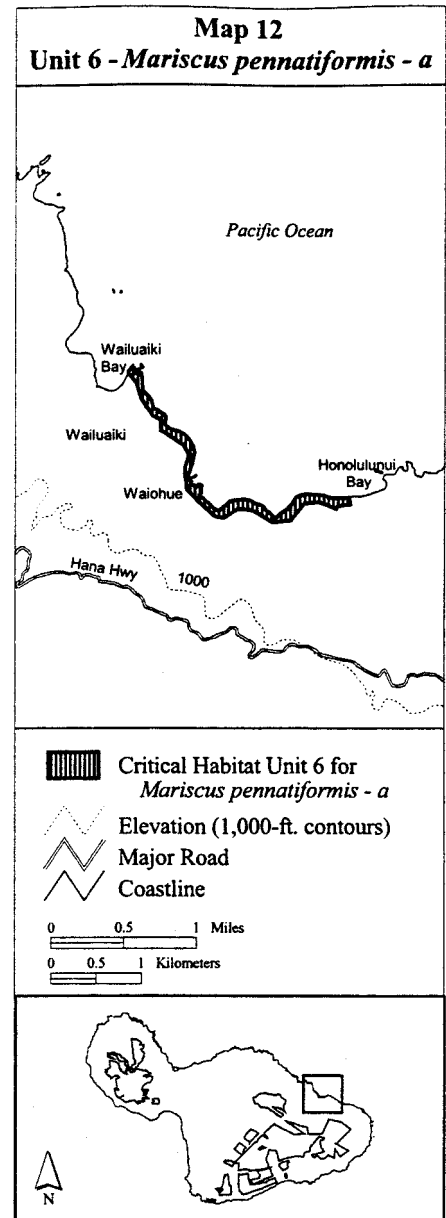 Map 12
Unit 6 - Mariscus pennatiformis - a
Pacific Ocean
Wailuaiki
Bay
Wailuaiki
Honolulunui
Bay
Waiohue
1000
Hana Hwy
Critical Habitat Unit 6 for
Mariscus pennatiformis - a
Elevation (1,000-ft. contours)
Major Road
Coastline
0 0.5 1 Miles
0 0.5 1 Kilometers
N